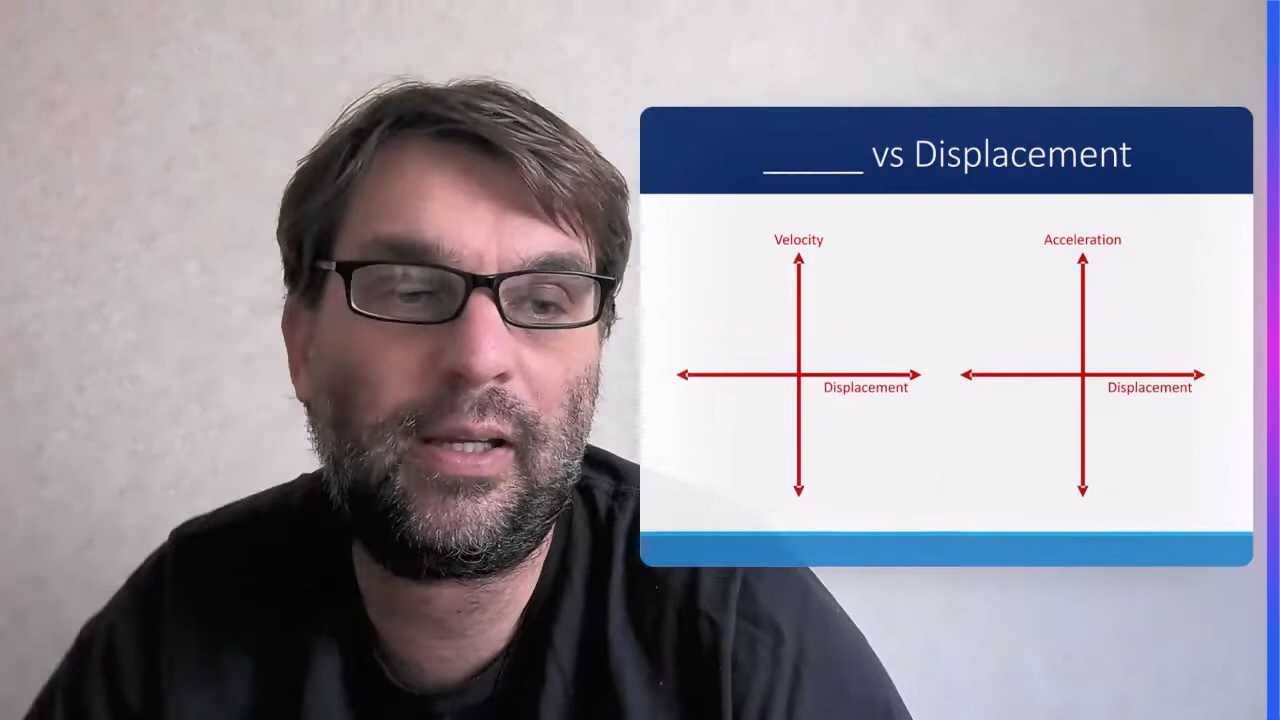 ______ vs Displacement
Velocity
Acceleration
Displacement
Displacement